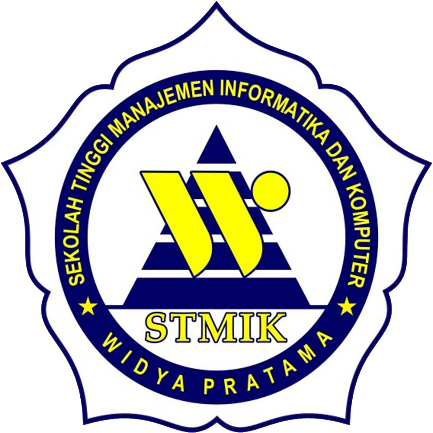 SEKOLAH TINGGI MANAJEMEN INFORMATIKA DAN KOMPUTER
STMIK
WIDYA PRATAMA